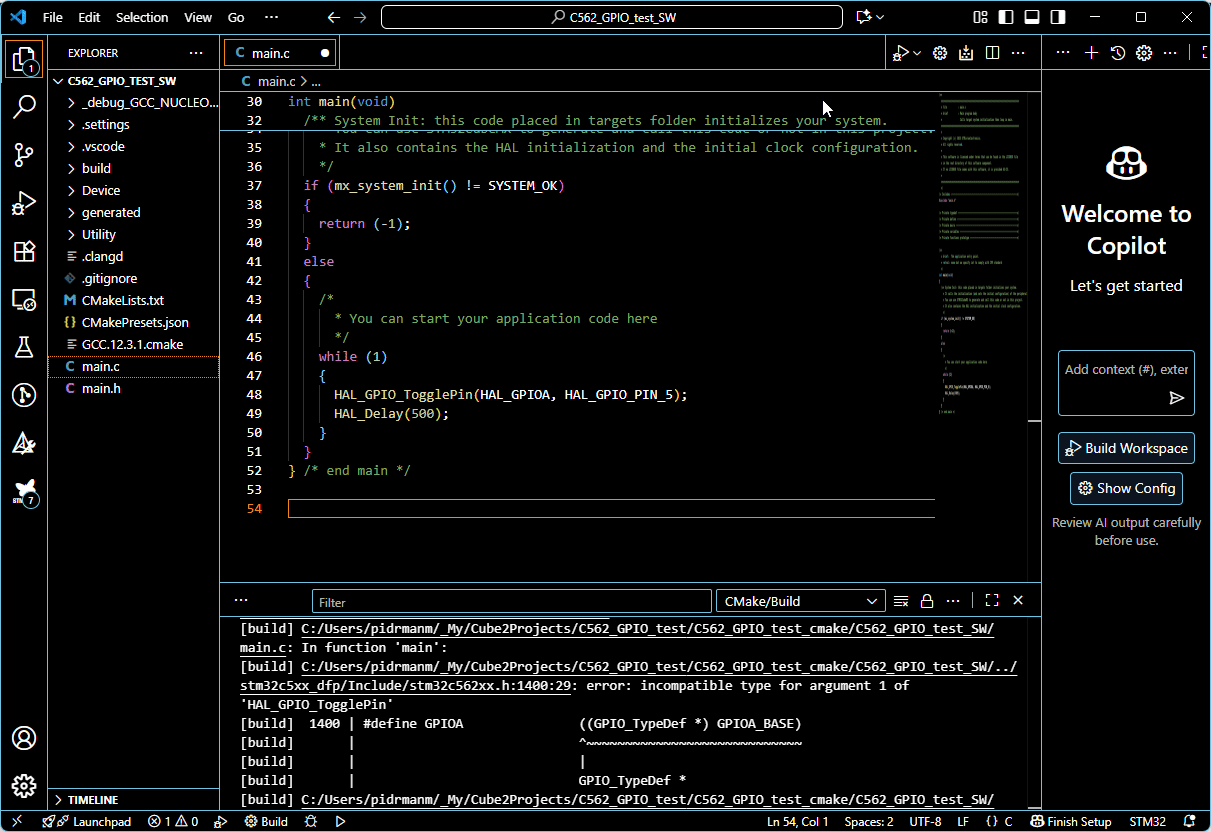 File Edit Selection View Go ··· C562_GPIO_test_SW
EXPLORER ···
C562_GPIO_TEST_SW
_debug_GCC_NUCLEO...
.settings
.vscode
build
Device
generated
Utility
.clangd
.gitignore
CMakeLists.txt
CMakePresets.json
GCC.12.3.1.cmake
C main.c
C main.h
TIMELINE
1
7
C main.c
C main.c > ...
30 int main(void)
32 /** System Init: this code placed in targets folder initializes your system.
35 * It also contains the HAL initialization and the initial clock configuration.
36 */
37 if (mx_system_init() != SYSTEM_OK)
38 {
39 return (-1);
40 }
41 else
42 {
43 /*
44 * You can start your application code here
45 */
46 while (1)
47 {
48 HAL_GPIO_TogglePin(HAL_GPIOA, HAL_GPIO_PIN_5);
49 HAL_Delay(500);
50 }
51 }
52 } /* end main */
53
54
··· Filter CMake/Build ···
[build] C:/Users/pidrmann/_My/Cube2Projects/C562_GPIO_test/C562_GPIO_test_cmake/C562_GPIO_test_SW/
main.c: In function 'main':
[build] C:/Users/pidrmann/_My/Cube2Projects/C562_GPIO_test/C562_GPIO_test_cmake/C562_GPIO_test_SW/../
stm32c5xx_dfp/Include/stm32c562xx.h:1400:29: error: incompatible type for argument 1 of
'HAL_GPIO_TogglePin'
[build] 1400 | #define GPIOA ((GPIO_TypeDef *) GPIOA_BASE)
[build] | ^~~~~~~~~~~~~~~~~~~~~~~~~~~~~
[build] | |
[build] | GPIO_TypeDef *
[build] C:/Users/pidrmann/_My/Cube2Projects/C562_GPIO_test/C562_GPIO_test_cmake/C562_GPIO_test_SW/
Welcome to
Copilot
Let's get started
Add context (#), exter
Build Workspace
Show Config
Review AI output carefully
before use.
Launchpad 1 0 Build Ln 54, Col 1 Spaces: 2 UTF-8 LF {} C Finish Setup STM32